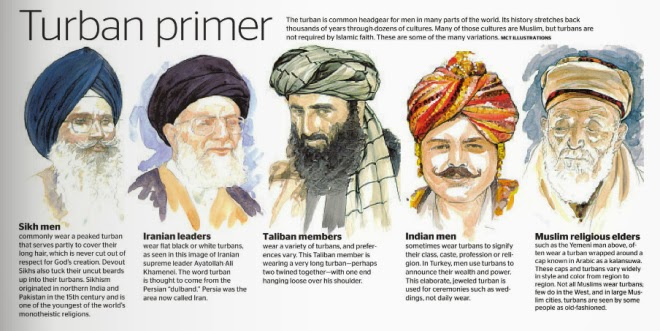 Turban primer
The turban is common headgear for men in many parts of the world. Its history stretches back
thousands of years through dozens of cultures. Many of those cultures are Muslim, but turbans are
not required by Islamic faith. These are some of the many variations. MCT ILLUSTRATIONS
Sikh men
commonly wear a peaked turban
that serves partly to cover their
long hair, which is never cut out of
respect for God's creation. Devout
Sikhs also tuck their uncut beards
up into their turbans. Sikhism
originated in northern India and
Pakistan in the 15th century and is
one of the youngest of the world's
monotheistic religions.
Iranian leaders
wear flat black or white turbans,
as seen in this image of Iranian
supreme leader Ayatollah Ali
Khamenei. The word turban
is thought to come from the
Persian "dulband." Persia was the
area now called Iran.
Taliban members
wear a variety of turbans, and prefer-
ences vary. This Taliban member is
wearing a very long turban—perhaps
two twined together—with one end
hanging loose over his shoulder.
Indian men
sometimes wear turbans to signify
their class, caste, profession or reli-
gion. In Turkey, men use turbans to
announce their wealth and power.
This elaborate, jeweled turban is
used for ceremonies such as wed-
dings, not daily wear.
Muslim religious elders
such as the Yemeni man above, of-
ten wear a turban wrapped around a
cap known in Arabic as a kalansuwa.
These caps and turbans vary widely
in style and color from region to
region. Not all Muslims wear turbans;
few do in the West, and in large Mus-
lim cities, turbans are seen by some
people as old-fashioned.